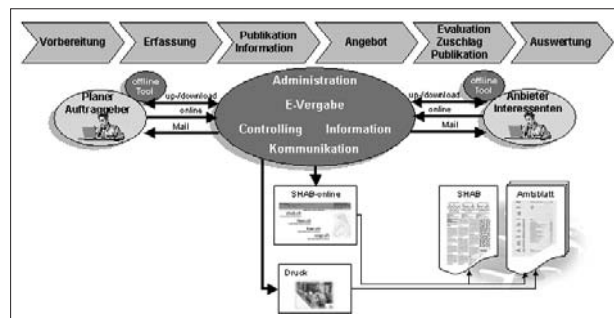 Vorbereitung
Erfassung
Publikation
Information
Angebot
Evaluation
Zuschlag
Publikation
Auswertung
offline
Tool
Planer
Auftraggeber
up-/download
online
Mail
Administration
E-Vergabe
Controlling Information
Kommunikation
up-/download
online
Mail
offline
Tool
Anbieter
Interessenten
SHAB-online
SHAB
Amtsblatt
Druck